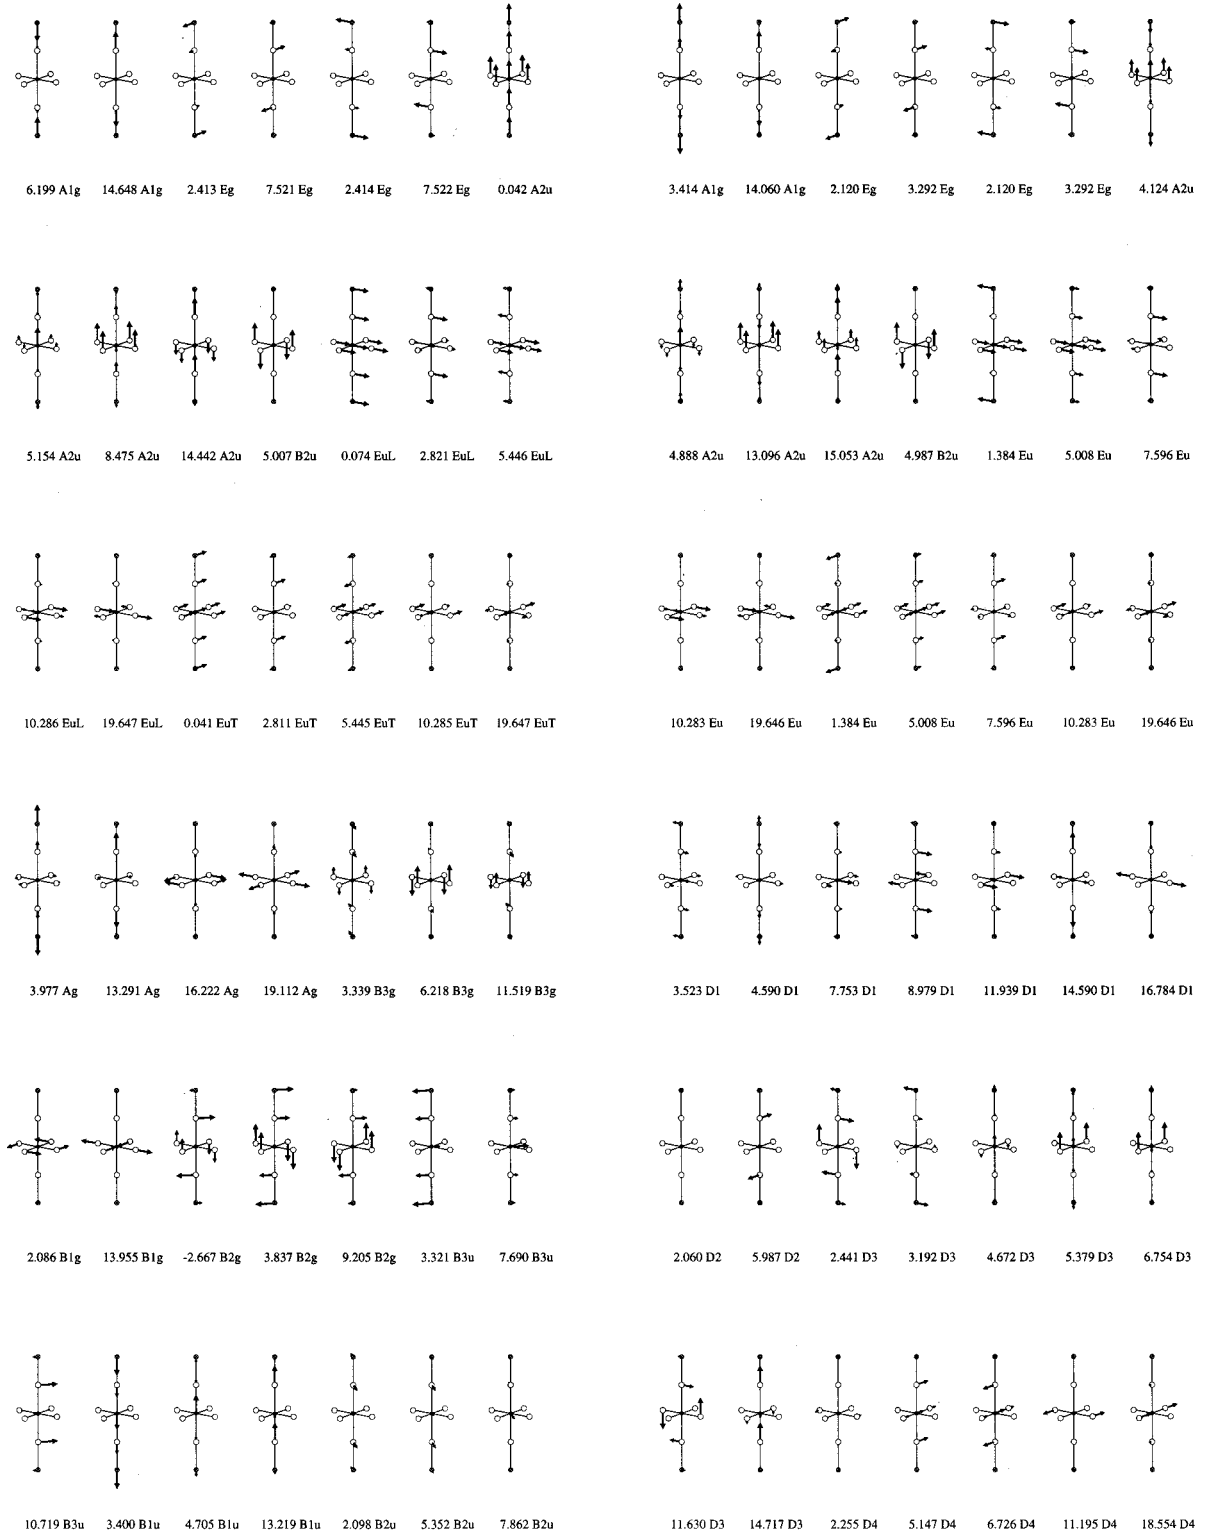 6.199 A1g 14.648 A1g 2.413 Eg 7.521 Eg 2.414 Eg 7.522 Eg 0.042 A2u 3.414 A1g 14.060 A1g 2.120 Eg 3.292 Eg 2.120 Eg 3.292 Eg 4.124 A2u
5.154 A2u 8.475 A2u 14.442 A2u 5.007 B2u 0.074 EuL 2.821 EuL 5.446 EuL 4.888 A2u 13.096 A2u 15.053 A2u 4.987 B2u 1.384 Eu 5.008 Eu 7.596 Eu
10.286 EuL 19.647 EuL 0.041 EuT 2.811 EuT 5.445 EuT 10.285 EuT 19.647 EuT 10.283 Eu 19.646 Eu 1.384 Eu 5.008 Eu 7.596 Eu 10.283 Eu 19.646 Eu
3.977 Ag 13.291 Ag 16.222 Ag 19.112 Ag 3.339 B3g 6.218 B3g 11.519 B3g 3.523 D1 4.590 D1 7.753 D1 8.979 D1 11.939 D1 14.590 D1 16.784 D1
2.086 B1g 13.955 B1g -2.667 B2g 3.837 B2g 9.205 B2g 3.321 B3u 7.690 B3u 2.060 D2 5.987 D2 2.441 D3 3.192 D3 4.672 D3 5.379 D3 6.754 D3
10.719 B3u 3.400 B1u 4.705 B1u 13.219 B1u 2.098 B2u 5.352 B2u 7.862 B2u 11.630 D3 14.717 D3 2.255 D4 5.147 D4 6.726 D4 11.195 D4 18.554 D4